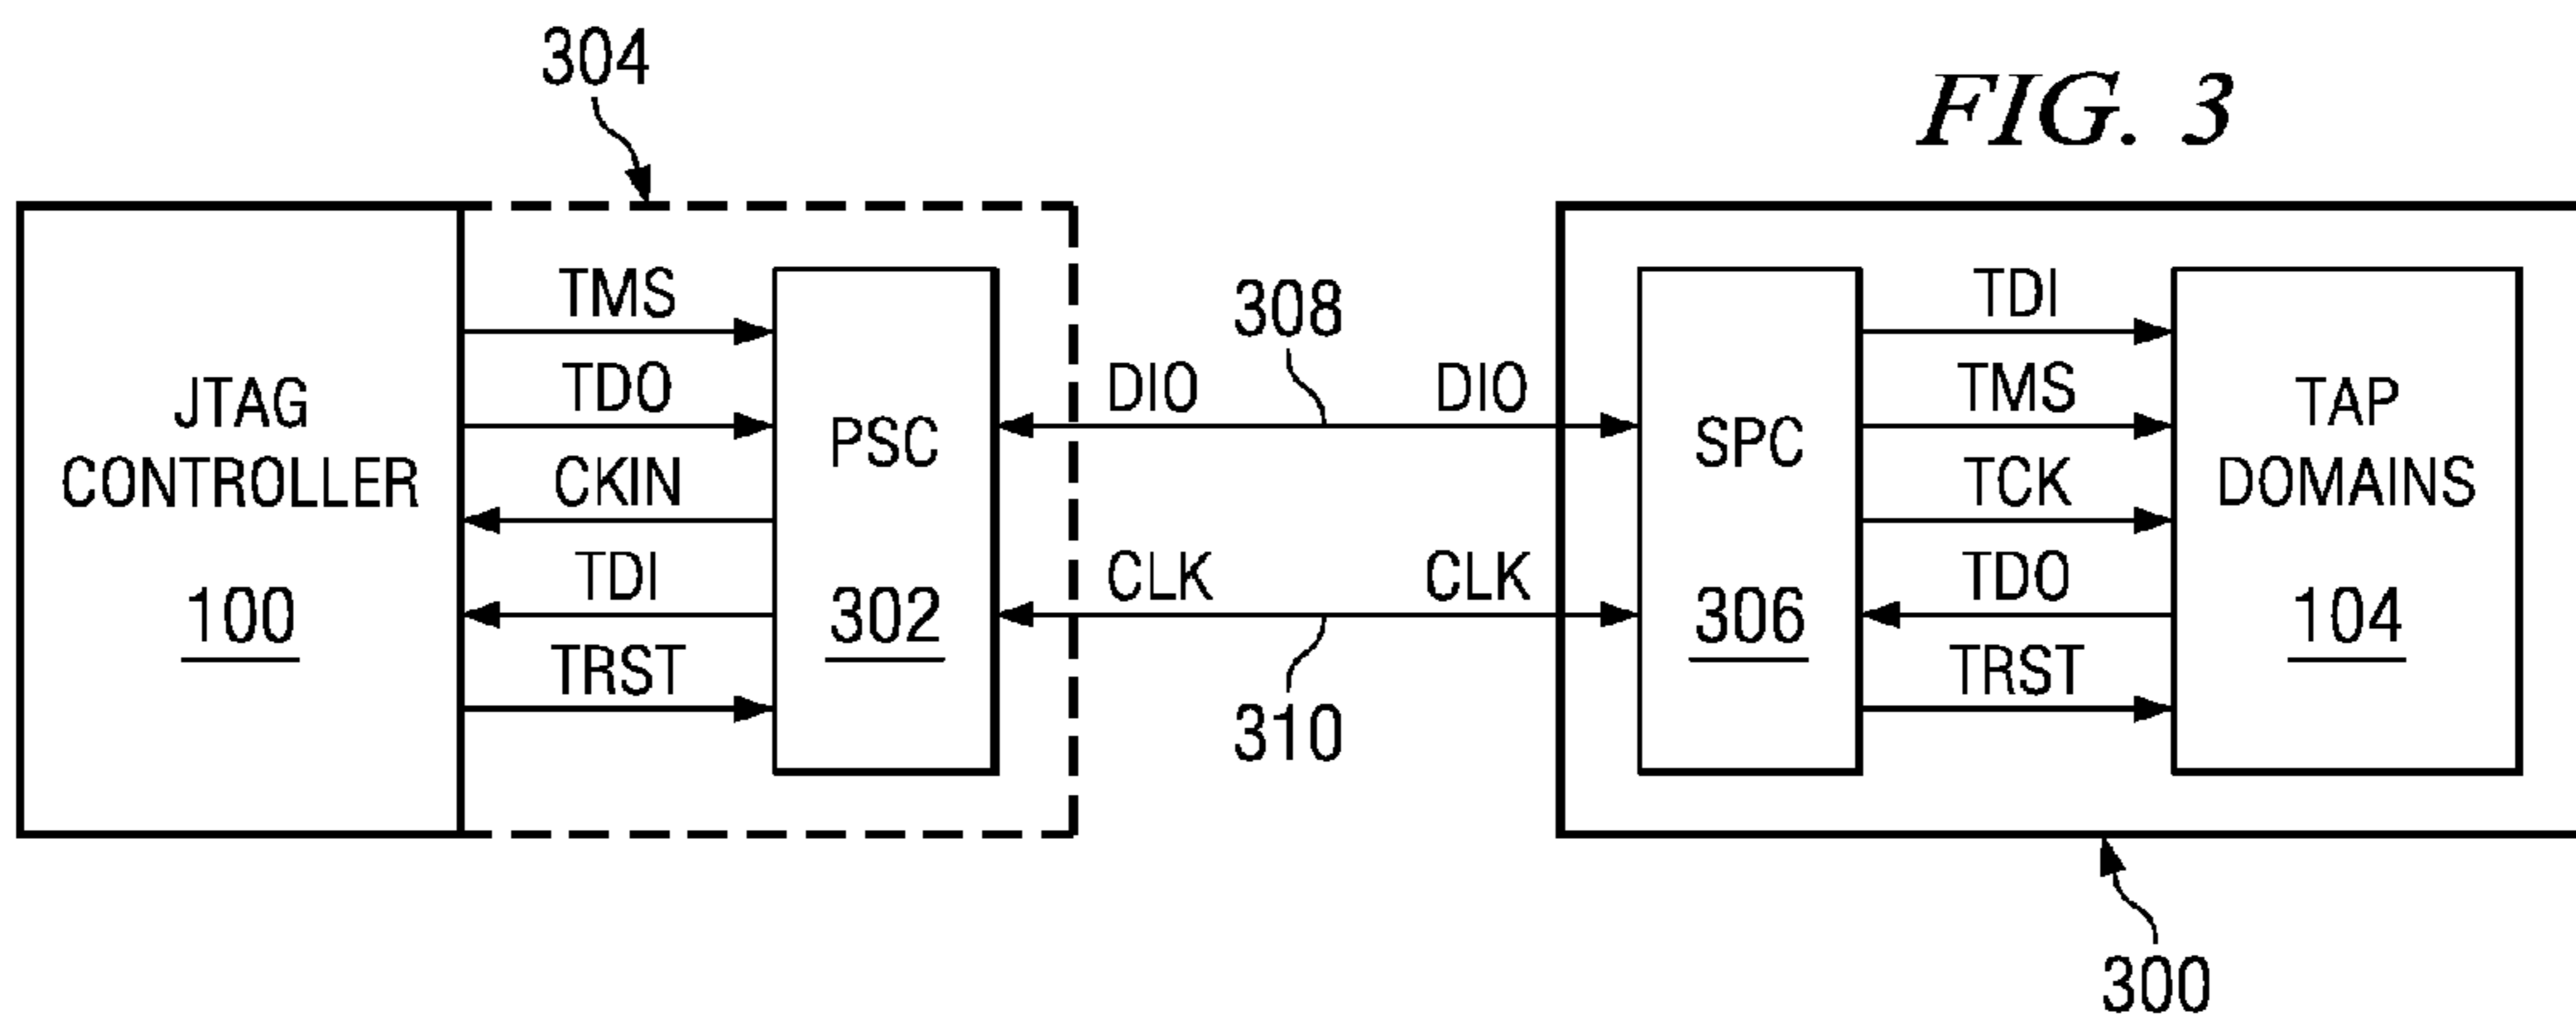 304
FIG. 3
JTAG
CONTROLLER
100
TMS
TDO
CKIN
TDI
TRST
PSC
302
308
DIO DIO
CLK CLK
310
SPC
306
TDI
TMS
TCK
TDO
TRST
TAP
DOMAINS
104
300